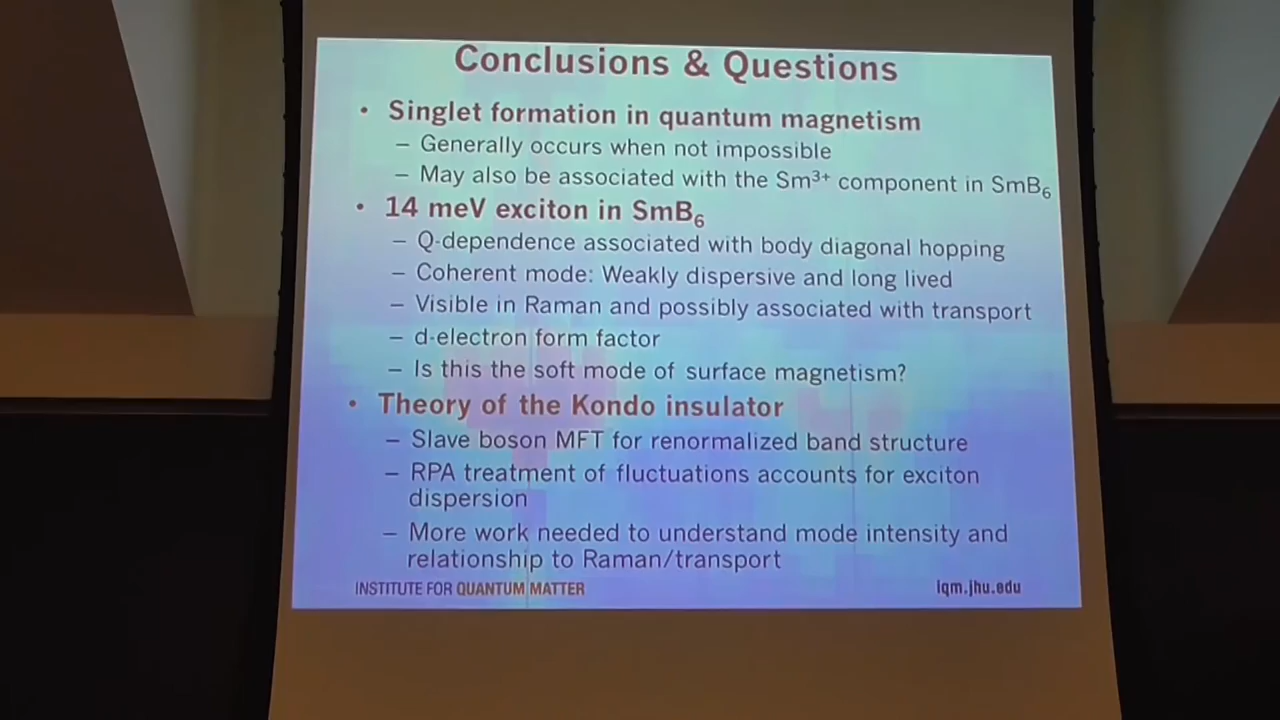 Conclusions & Questions
• Singlet formation in quantum magnetism
– Generally occurs when not impossible
– May also be associated with the Sm³⁺ component in SmB₆
• 14 meV exciton in SmB₆
– Q-dependence associated with body diagonal hopping
– Coherent mode: Weakly dispersive and long lived
– Visible in Raman and possibly associated with transport
– d-electron form factor
– Is this the soft mode of surface magnetism?
• Theory of the Kondo insulator
– Slave boson MFT for renormalized band structure
– RPA treatment of fluctuations accounts for exciton
dispersion
– More work needed to understand mode intensity and
relationship to Raman/transport
INSTITUTE FOR QUANTUM MATTER
iqm.jhu.edu